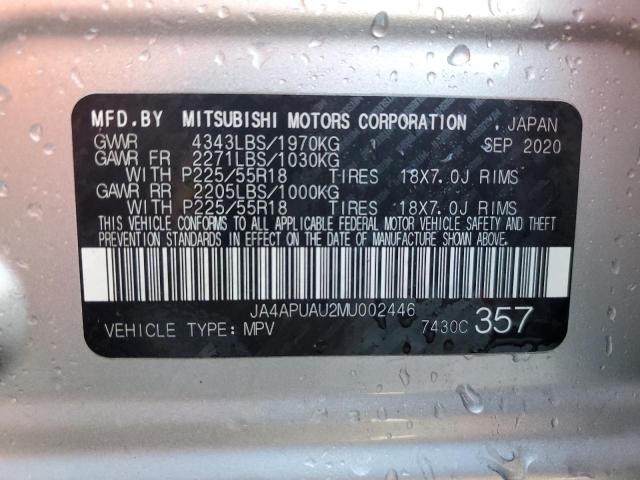 MFD.BY MITSUBISHI MOTORS CORPORATION JAPAN
GVWR 4343LBS/1970KG SEP 2020
GAWR FR 2271LBS/1030KG
WITH P225/55R18 TIRES 18X7.0J RIMS
GAWR RR 2205LBS/1000KG
WITH P225/55R18 TIRES 18X7.0J RIMS
THIS VEHICLE CONFORMS TO ALL APPLICABLE FEDERAL MOTOR VEHICLE SAFETY AND THEFT
PREVENTION STANDARDS IN EFFECT ON THE DATE OF MANUFACTURE SHOWN ABOVE.
JA4APUAU2MU002446
VEHICLE TYPE: MPV 7430C 357